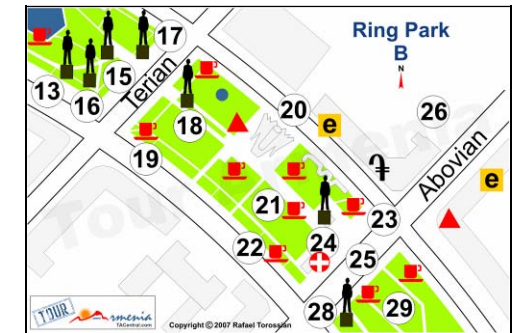 Ring Park
B
N
17
15
13
16
Terian
18
20
e
26
19
Abovian
e
21
23
22
24
25
28
29
TOUR Armenia
TACentral.com
Copyright © 2007 Rafael Torossian